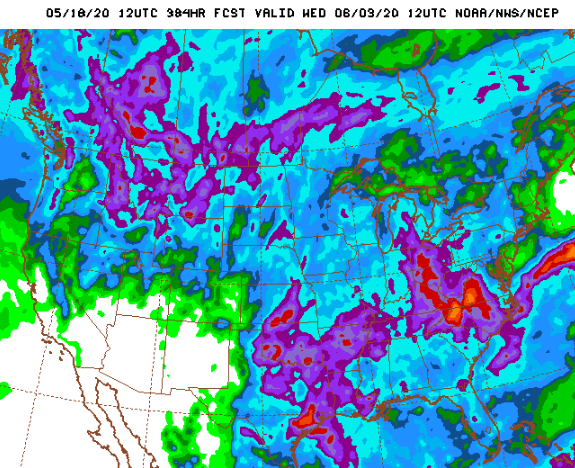 05/18/20 12UTC 384HR FCST VALID WED 06/03/20 12UTC NOAA/NWS/NCEP